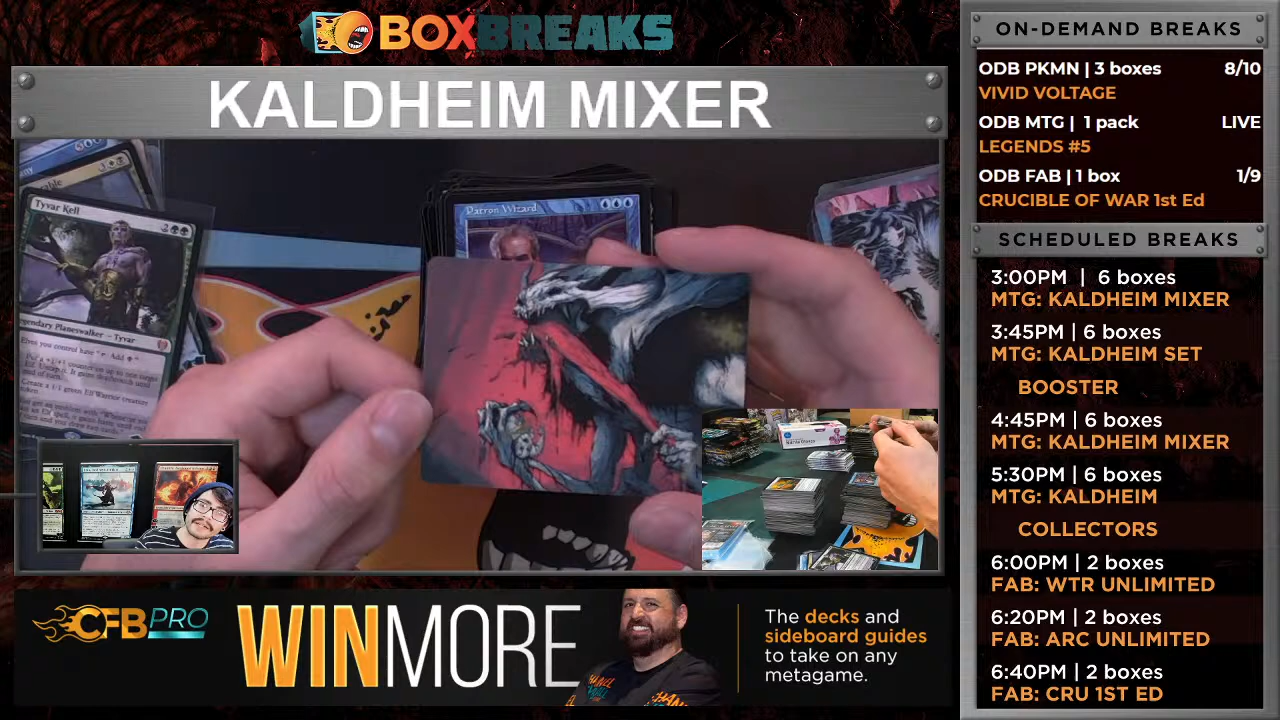 BOXBREAKS
KALDHEIM MIXER
Tyvar Kell
Legendary Planeswalker – Tyvar
Patron Wizard
CFBPRO
WINMORE
The decks and
sideboard guides
to take on any
metagame.
ON-DEMAND BREAKS
ODB PKMN | 3 boxes 8/10
VIVID VOLTAGE
ODB MTG | 1 pack LIVE
LEGENDS #5
ODB FAB | 1 box 1/9
CRUCIBLE OF WAR 1st Ed
SCHEDULED BREAKS
3:00PM | 6 boxes
MTG: KALDHEIM MIXER
3:45PM | 6 boxes
MTG: KALDHEIM SET
BOOSTER
4:45PM | 6 boxes
MTG: KALDHEIM MIXER
5:30PM | 6 boxes
MTG: KALDHEIM
COLLECTORS
6:00PM | 2 boxes
FAB: WTR UNLIMITED
6:20PM | 2 boxes
FAB: ARC UNLIMITED
6:40PM | 2 boxes
FAB: CRU 1ST ED